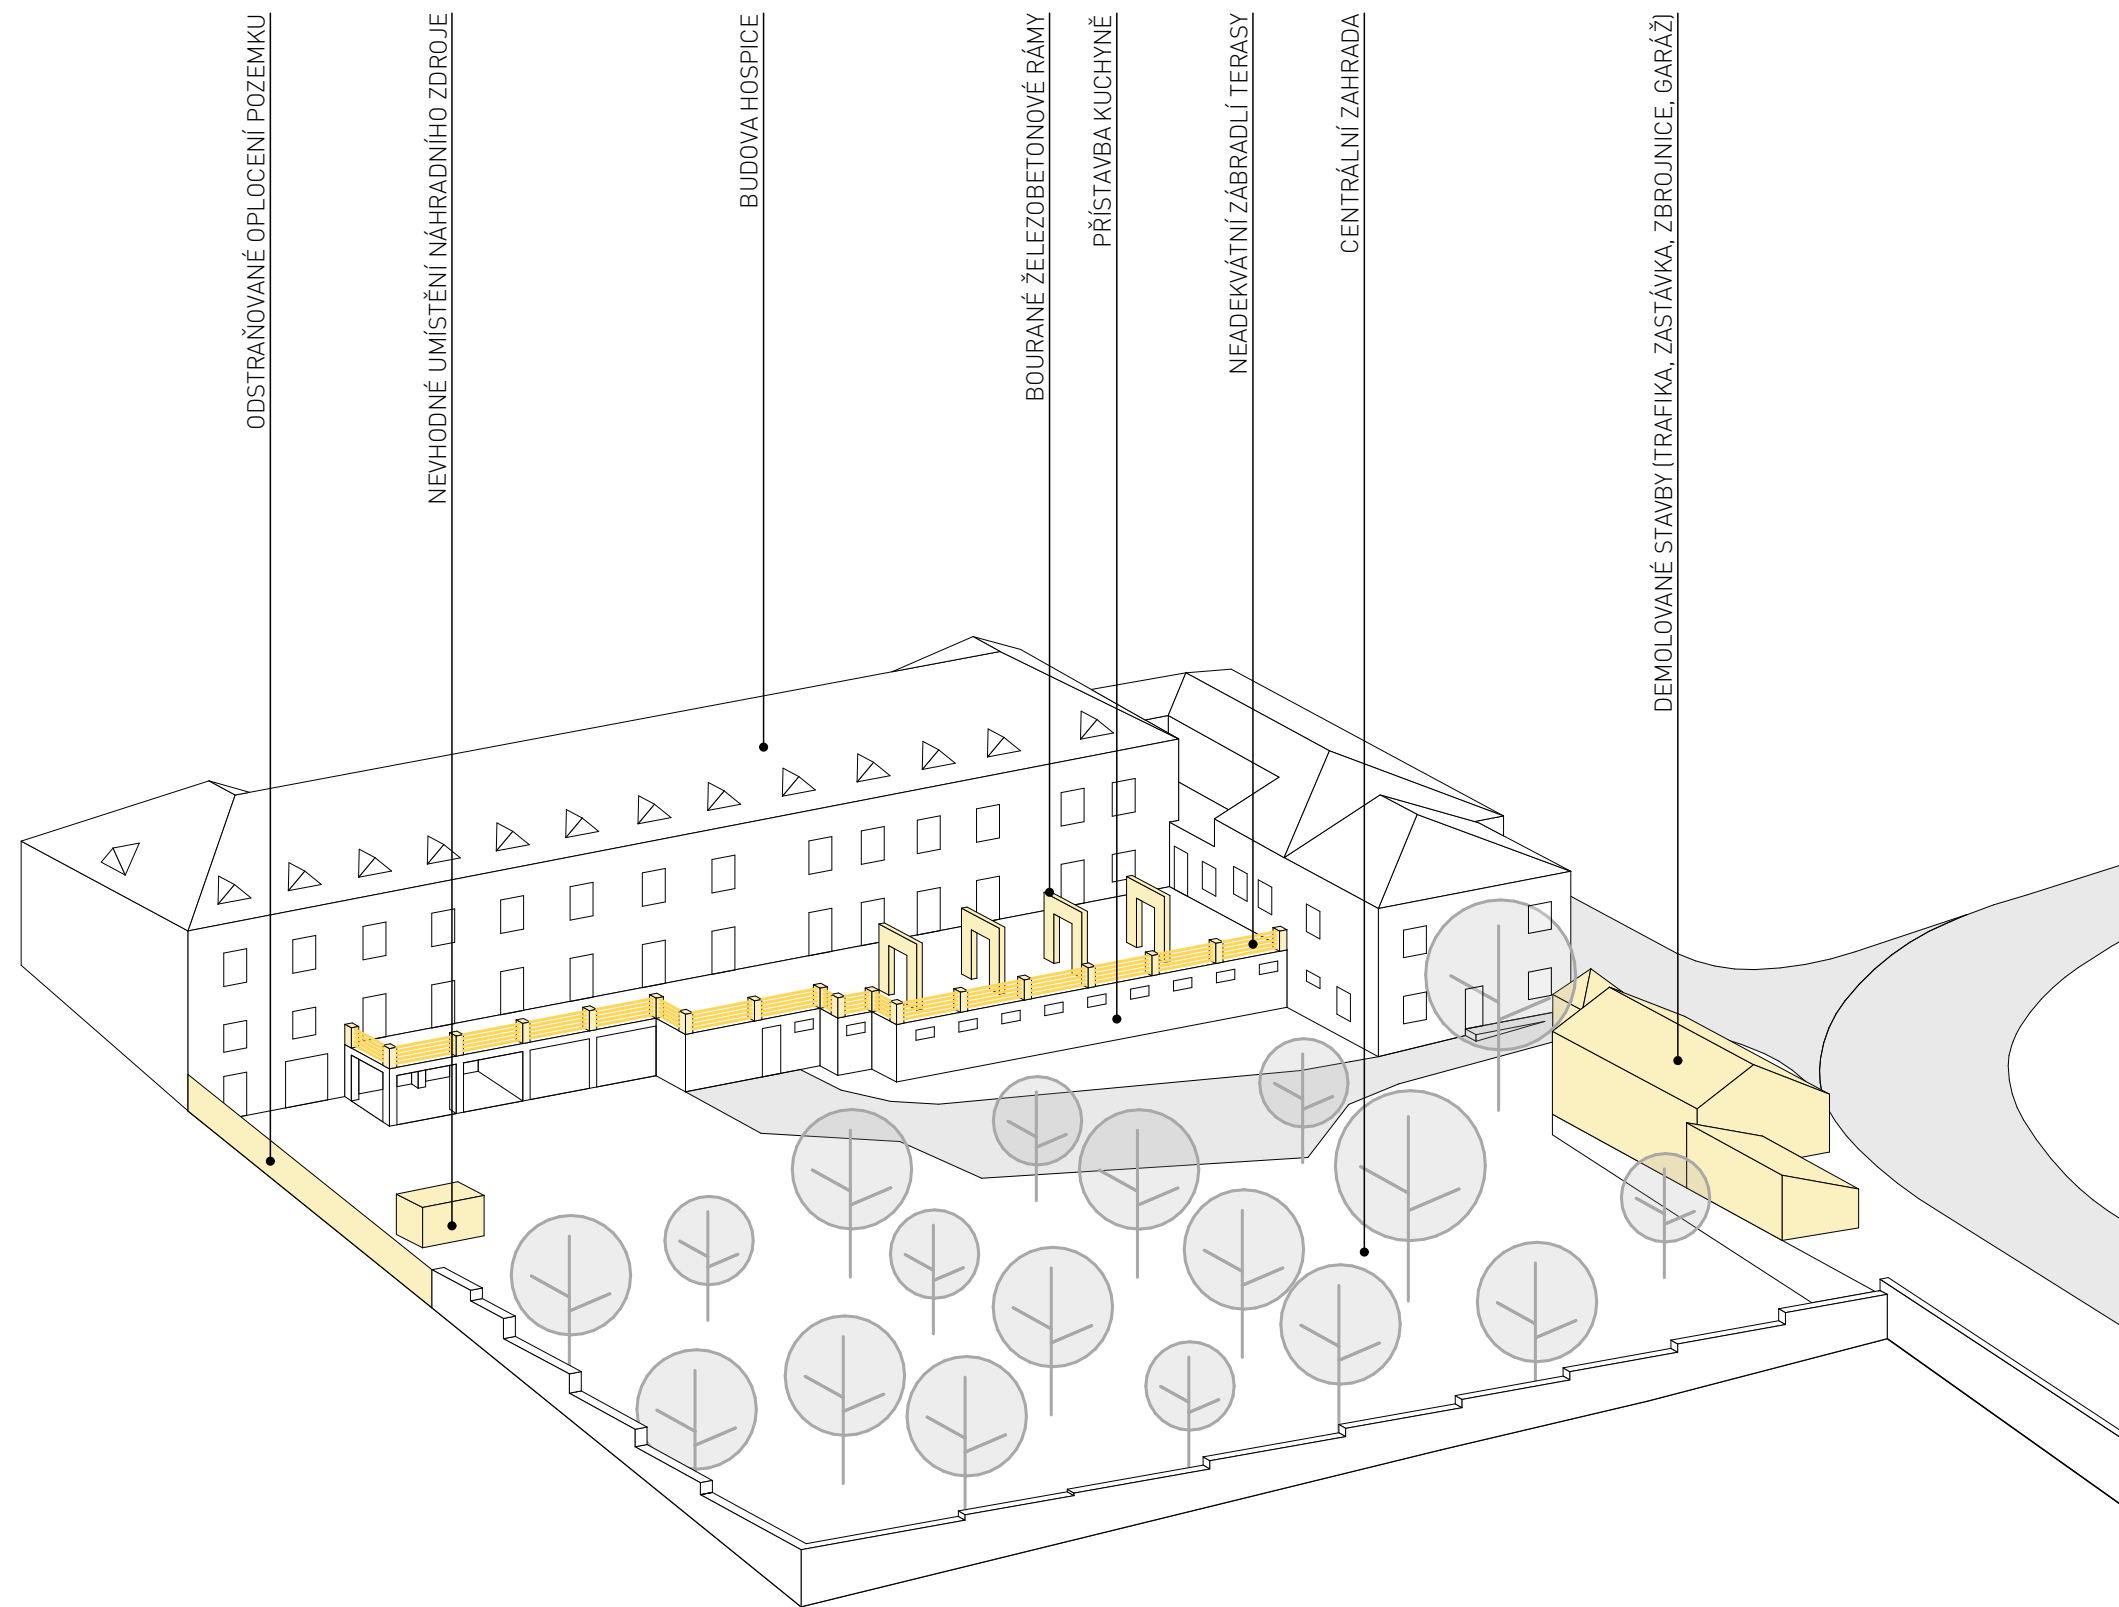 ODSTRAŇOVANÉ OPLOCENÍ POZEMKU
NEVHODNÉ UMÍSTĚNÍ NÁHRADNÍHO ZDROJE
BUDOVA HOSPICE
BOURANÉ ŽELEZOBETONOVÉ RÁMY
PŘÍSTAVBA KUCHYNĚ
NEADEKVÁTNÍ ZÁBRADLÍ TERASY
CENTRÁLNÍ ZAHRADA
DEMOLOVANÉ STAVBY (TRAFIKA, ZASTÁVKA, ZBROJNICE, GARÁŽ)